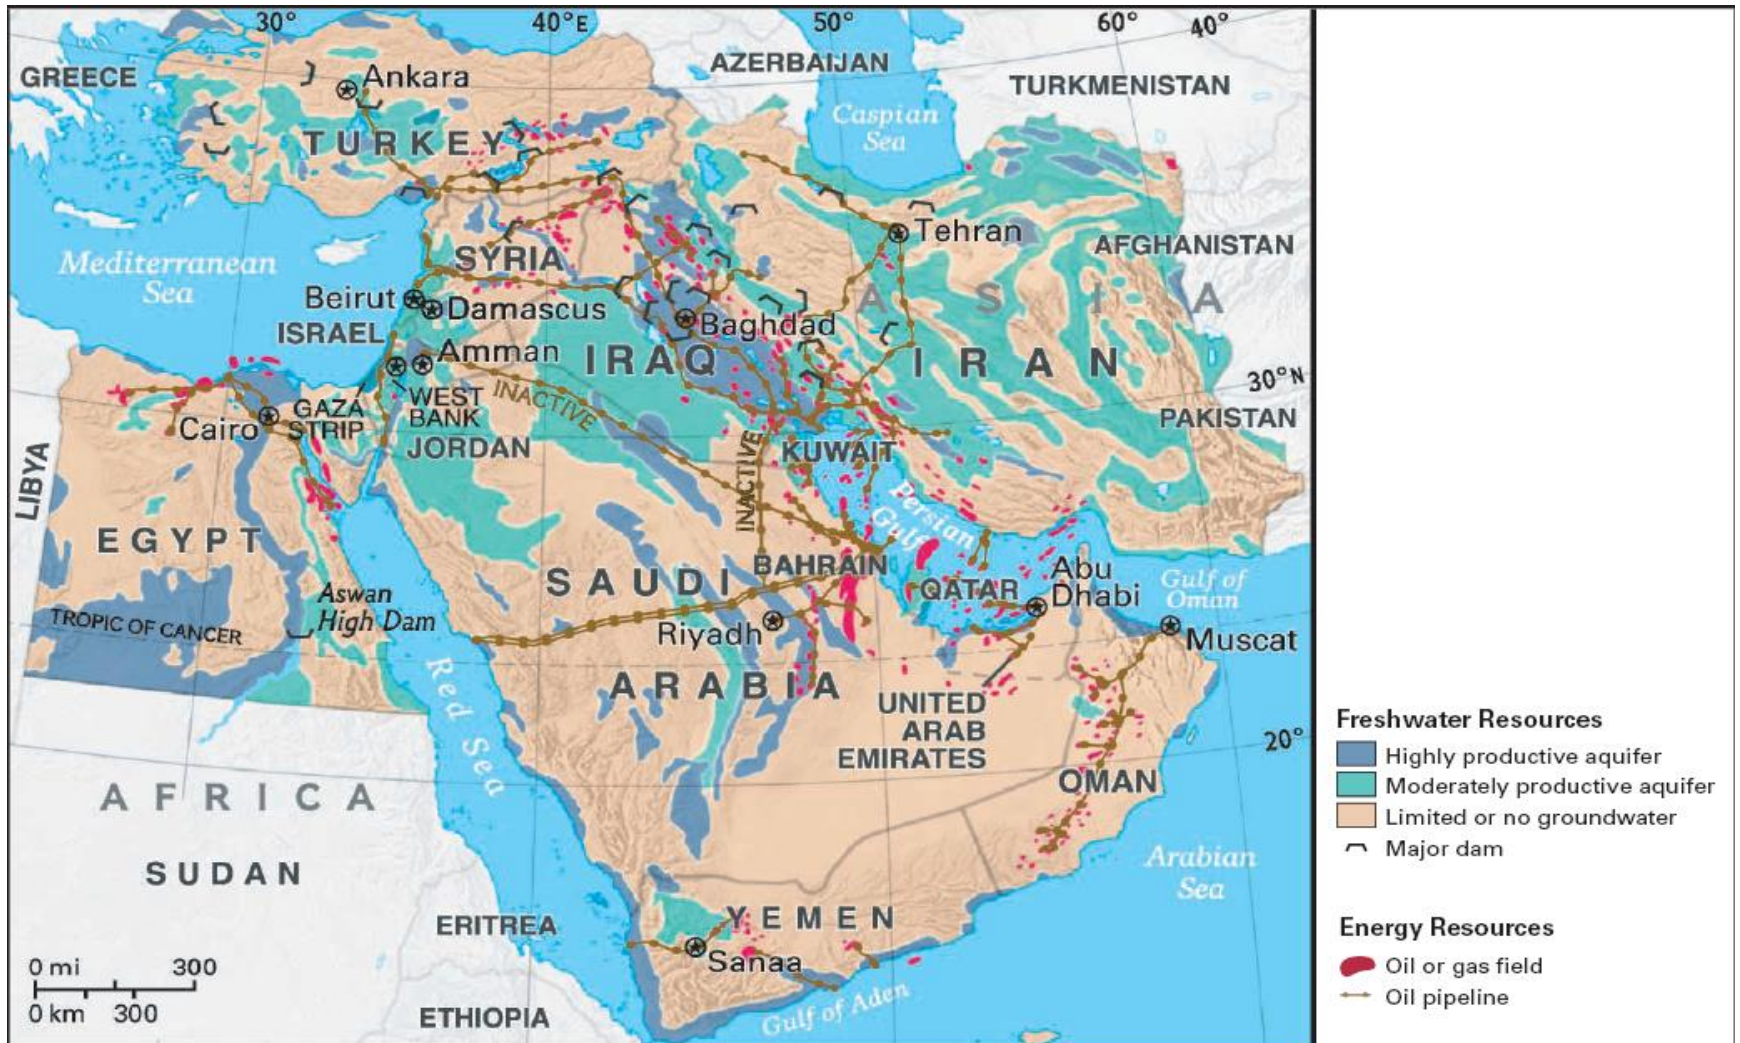 30°
40°E
50°
60°
40°
GREECE
Ankara
AZERBAIJAN
TURKMENISTAN
Caspian
Sea
TURKEY
Tehran
AFGHANISTAN
Mediterranean
Sea
SYRIA
Beirut
Damascus
ASIA
ISRAEL
Baghdad
Amman
IRAQ
IRAN
30°N
INACTIVE
WEST
BANK
GAZA
STRIP
PAKISTAN
Cairo
JORDAN
KUWAIT
LIBYA
INACTIVE
Persian
Gulf
EGYPT
BAHRAIN
SAUDI
Abu
Dhabi
Gulf of
Oman
QATAR
Aswan
High Dam
TROPIC OF CANCER
Riyadh
Muscat
Red Sea
ARABIA
UNITED
ARAB
EMIRATES
20°
OMAN
AFRICA
SUDAN
Arabian
Sea
YEMEN
ERITREA
Sanaa
0 mi 300
0 km 300
ETHIOPIA
Gulf of Aden
Freshwater Resources
Highly productive aquifer
Moderately productive aquifer
Limited or no groundwater
Major dam
Energy Resources
Oil or gas field
Oil pipeline